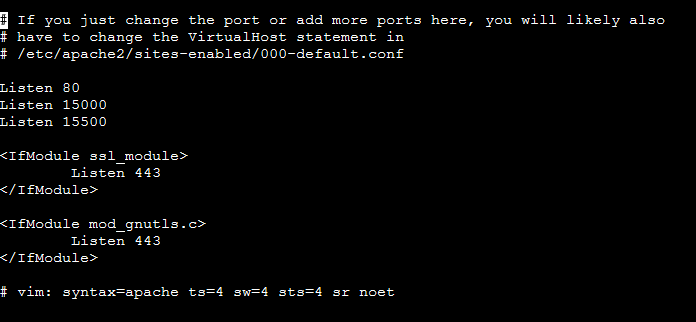 # If you just change the port or add more ports here, you will likely also
# have to change the VirtualHost statement in
# /etc/apache2/sites-enabled/000-default.conf

Listen 80
Listen 15000
Listen 15500

<IfModule ssl_module>
        Listen 443
</IfModule>

<IfModule mod_gnutls.c>
        Listen 443
</IfModule>

# vim: syntax=apache ts=4 sw=4 sts=4 sr noet